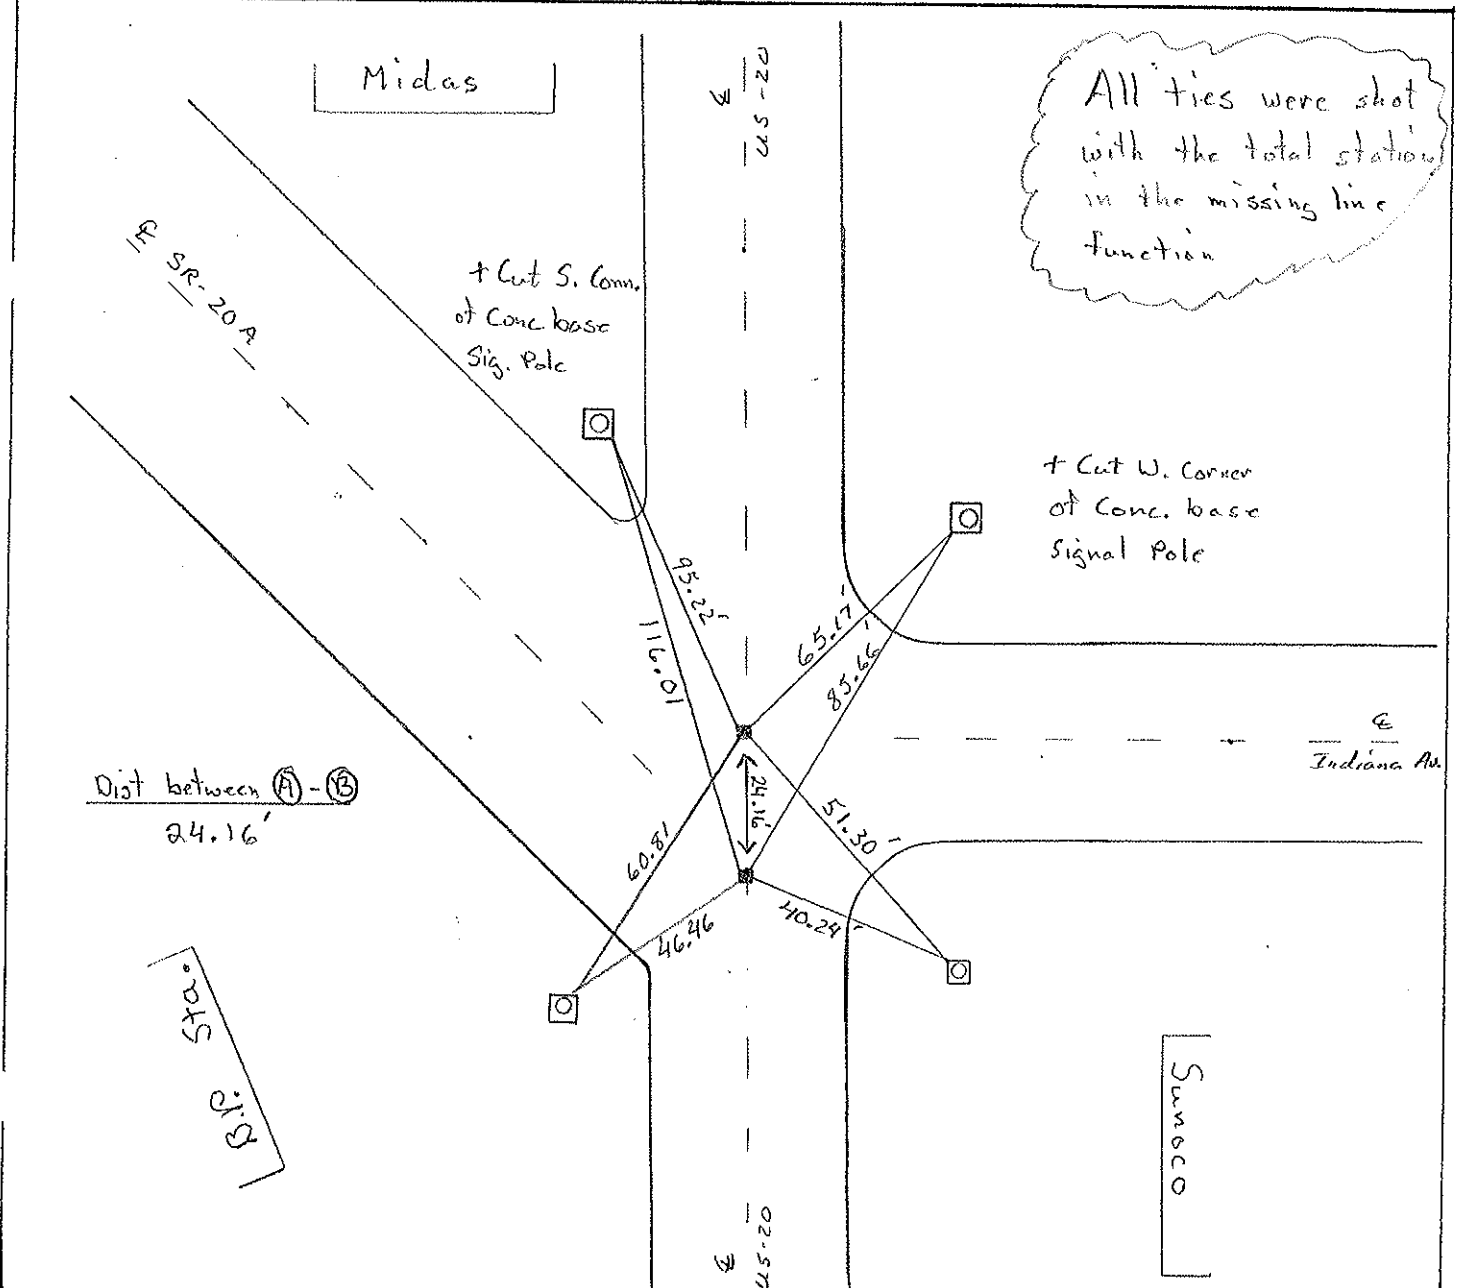 Midas
℄ US-20
All ties were shot
with the total station
in the missing line
function
℄ SR-20A
+ Cut S. Conn.
of Conc base
Sig. Pole
+ Cut W. Corner
of Conc. base
Signal Pole
95.22'
116.01
65.17'
85.66'
℄
Indiana Av.
Dist between Ⓐ-Ⓑ
24.16'
24.16'
60.81
51.30'
46.46
40.24'
B.P. Sta.
Sunoco
℄ US-20